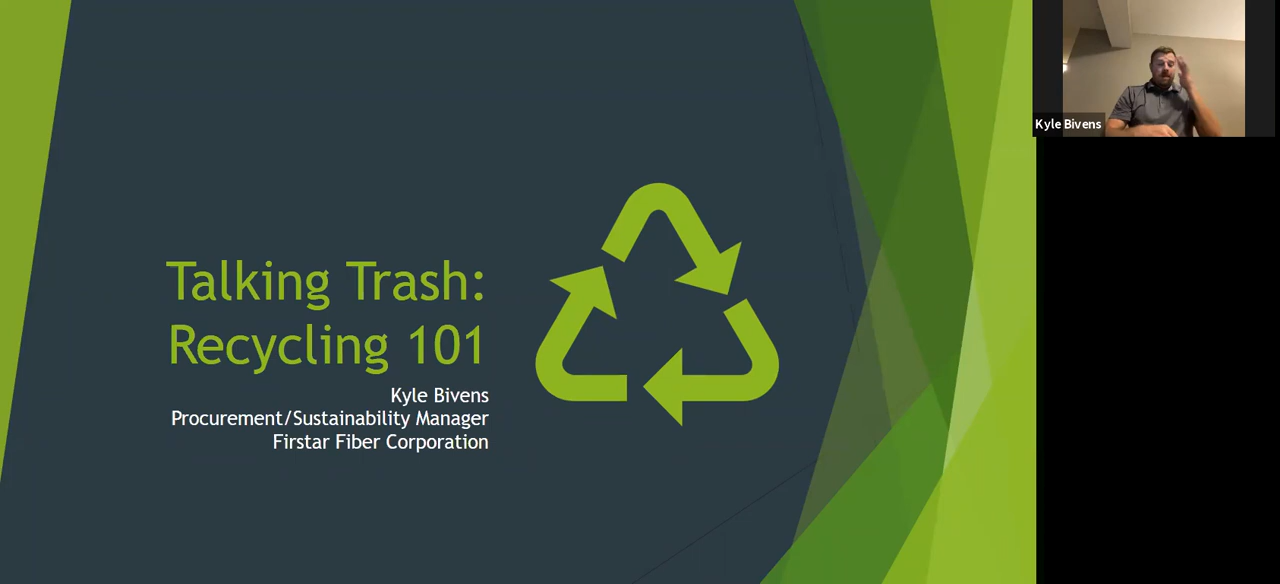 Talking Trash:
Recycling 101
Kyle Bivens
Procurement/Sustainability Manager
Firstar Fiber Corporation
Kyle Bivens